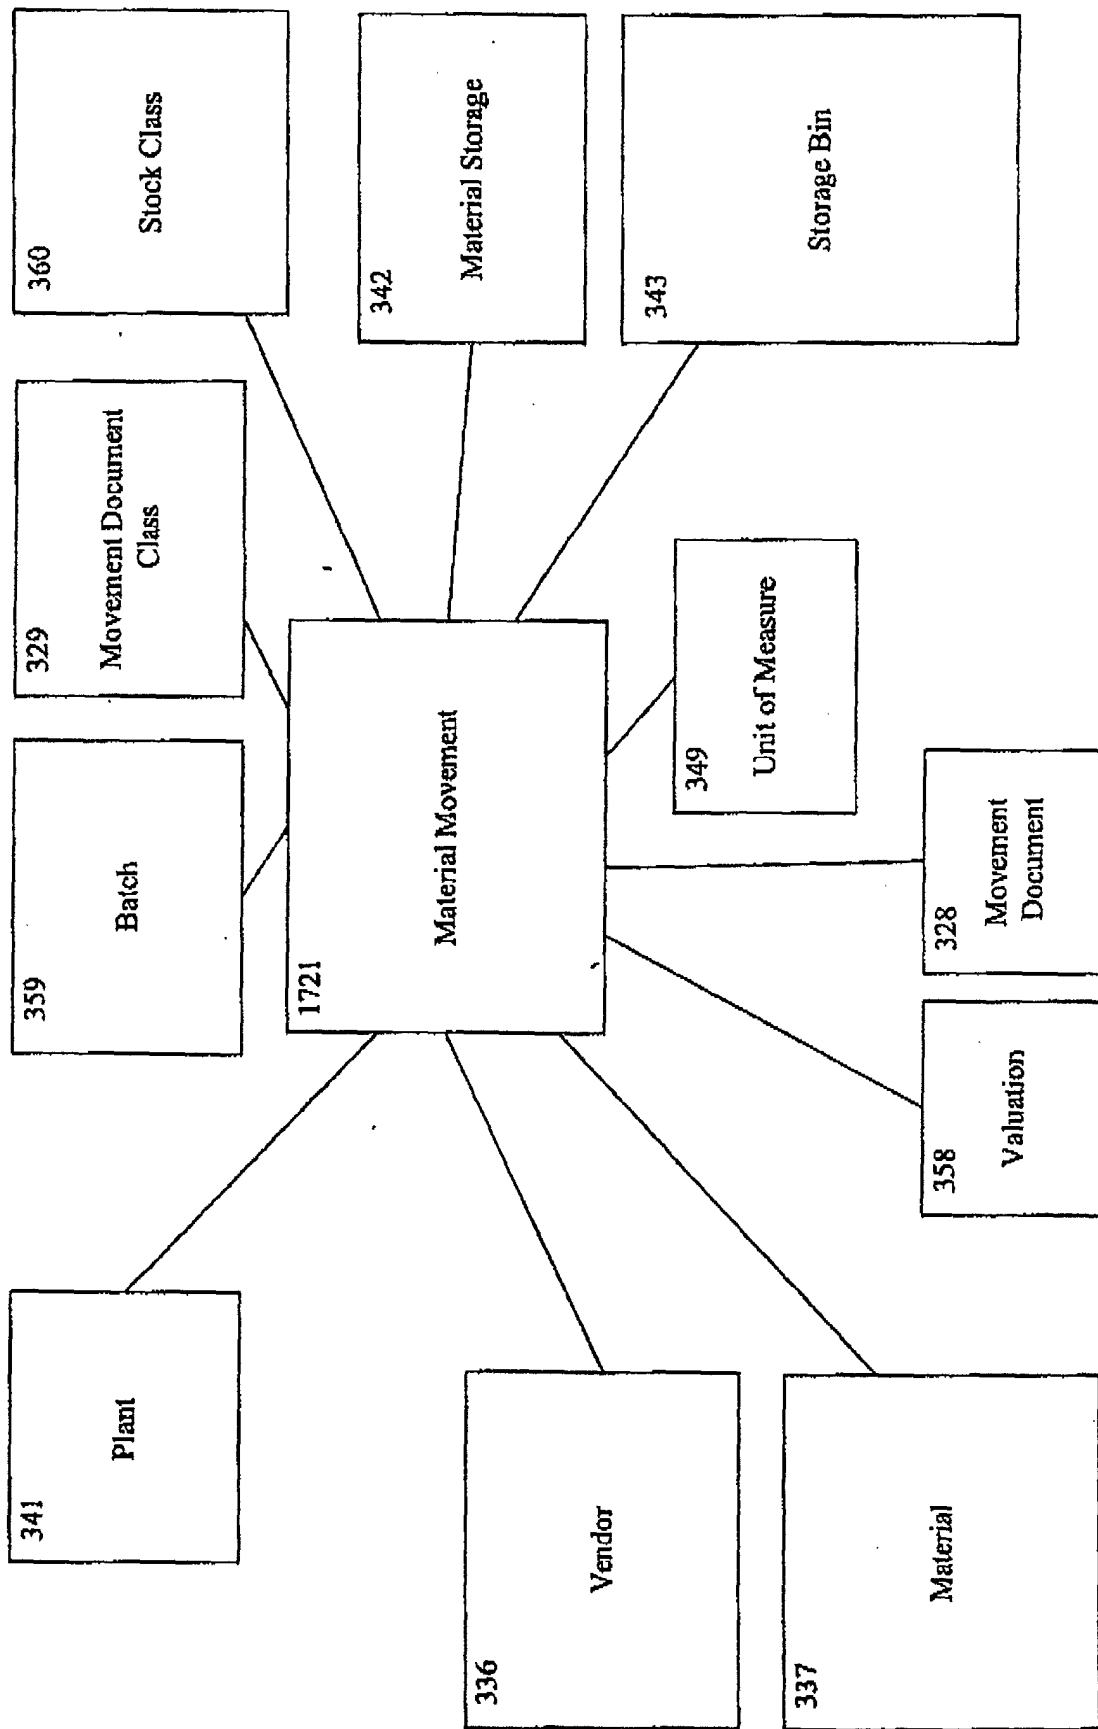 341
Plant
359
Batch
329
Movement Document
Class
360
Stock Class
1721
Material Movement
336
Vendor
342
Material Storage
337
Material
358
Valuation
328
Movement
Document
349
Unit of Measure
343
Storage Bin